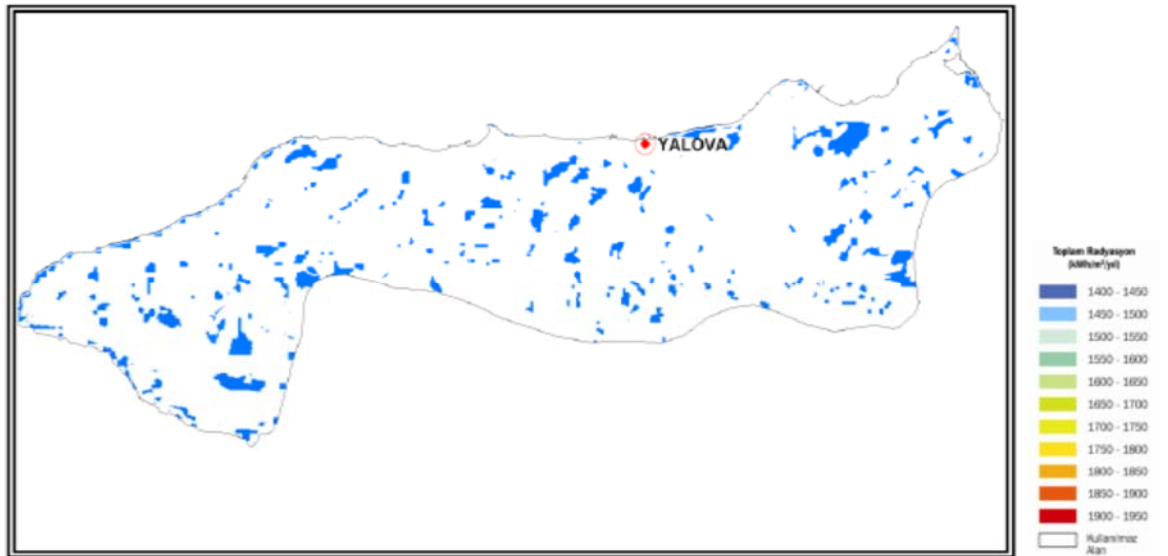 YALOVA
Toplam Radyasyon
(kWh/m²/yıl)
1400 - 1450
1450 - 1500
1500 - 1550
1550 - 1600
1600 - 1650
1650 - 1700
1700 - 1750
1750 - 1800
1800 - 1850
1850 - 1900
1900 - 1950
Kullanılmaz
Alan